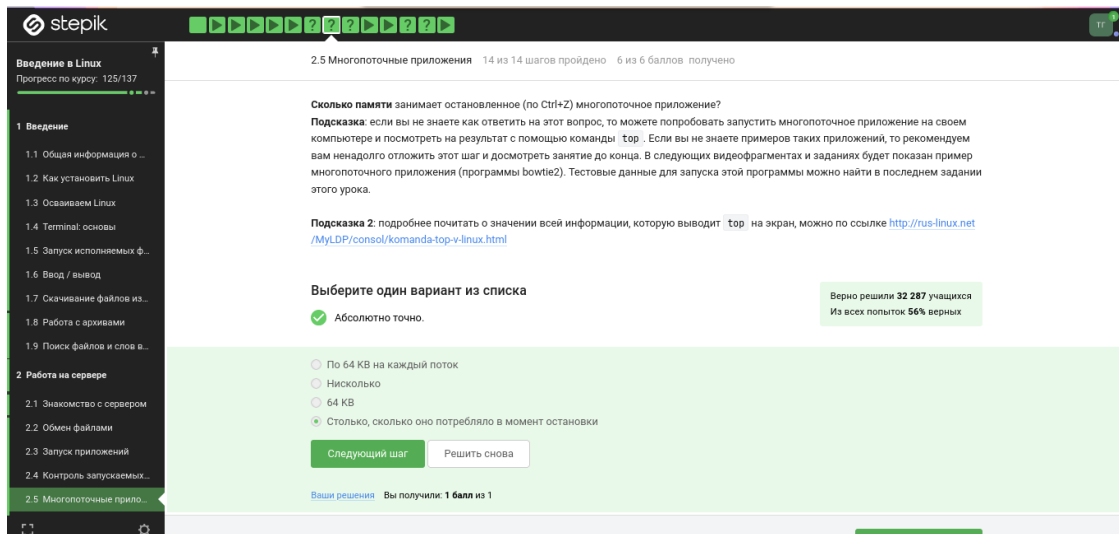 stepik
ТГ
1
Введение в Linux
Прогресс по курсу: 125/137
1 Введение
1.1 Общая информация о ...
1.2 Как установить Linux
1.3 Осваиваем Linux
1.4 Terminal: основы
1.5 Запуск исполняемых ф...
1.6 Ввод / вывод
1.7 Скачивание файлов из...
1.8 Работа с архивами
1.9 Поиск файлов и слов в...
2 Работа на сервере
2.1 Знакомство с сервером
2.2 Обмен файлами
2.3 Запуск приложений
2.4 Контроль запускаемых...
2.5 Многопоточные прило...
2.5 Многопоточные приложения 14 из 14 шагов пройдено 6 из 6 баллов получено
Сколько памяти занимает остановленное (по Ctrl+Z) многопоточное приложение?
Подсказка: если вы не знаете как ответить на этот вопрос, то можете попробовать запустить многопоточное приложение на своем
компьютере и посмотреть на результат с помощью команды top . Если вы не знаете примеров таких приложений, то рекомендуем
вам ненадолго отложить этот шаг и досмотреть занятие до конца. В следующих видеофрагментах и заданиях будет показан пример
многопоточного приложения (программы bowtie2). Тестовые данные для запуска этой программы можно найти в последнем задании
этого урока.
Подсказка 2: подробнее почитать о значении всей информации, которую выводит top на экран, можно по ссылке http://rus-linux.net
/MyLDP/consol/komanda-top-v-linux.html
Выберите один вариант из списка
Абсолютно точно.
Верно решили 32 287 учащихся
Из всех попыток 56% верных
По 64 КВ на каждый поток
Нисколько
64 КВ
Столько, сколько оно потребляло в момент остановки
Следующий шаг
Решить снова
Ваши решения Вы получили: 1 балл из 1